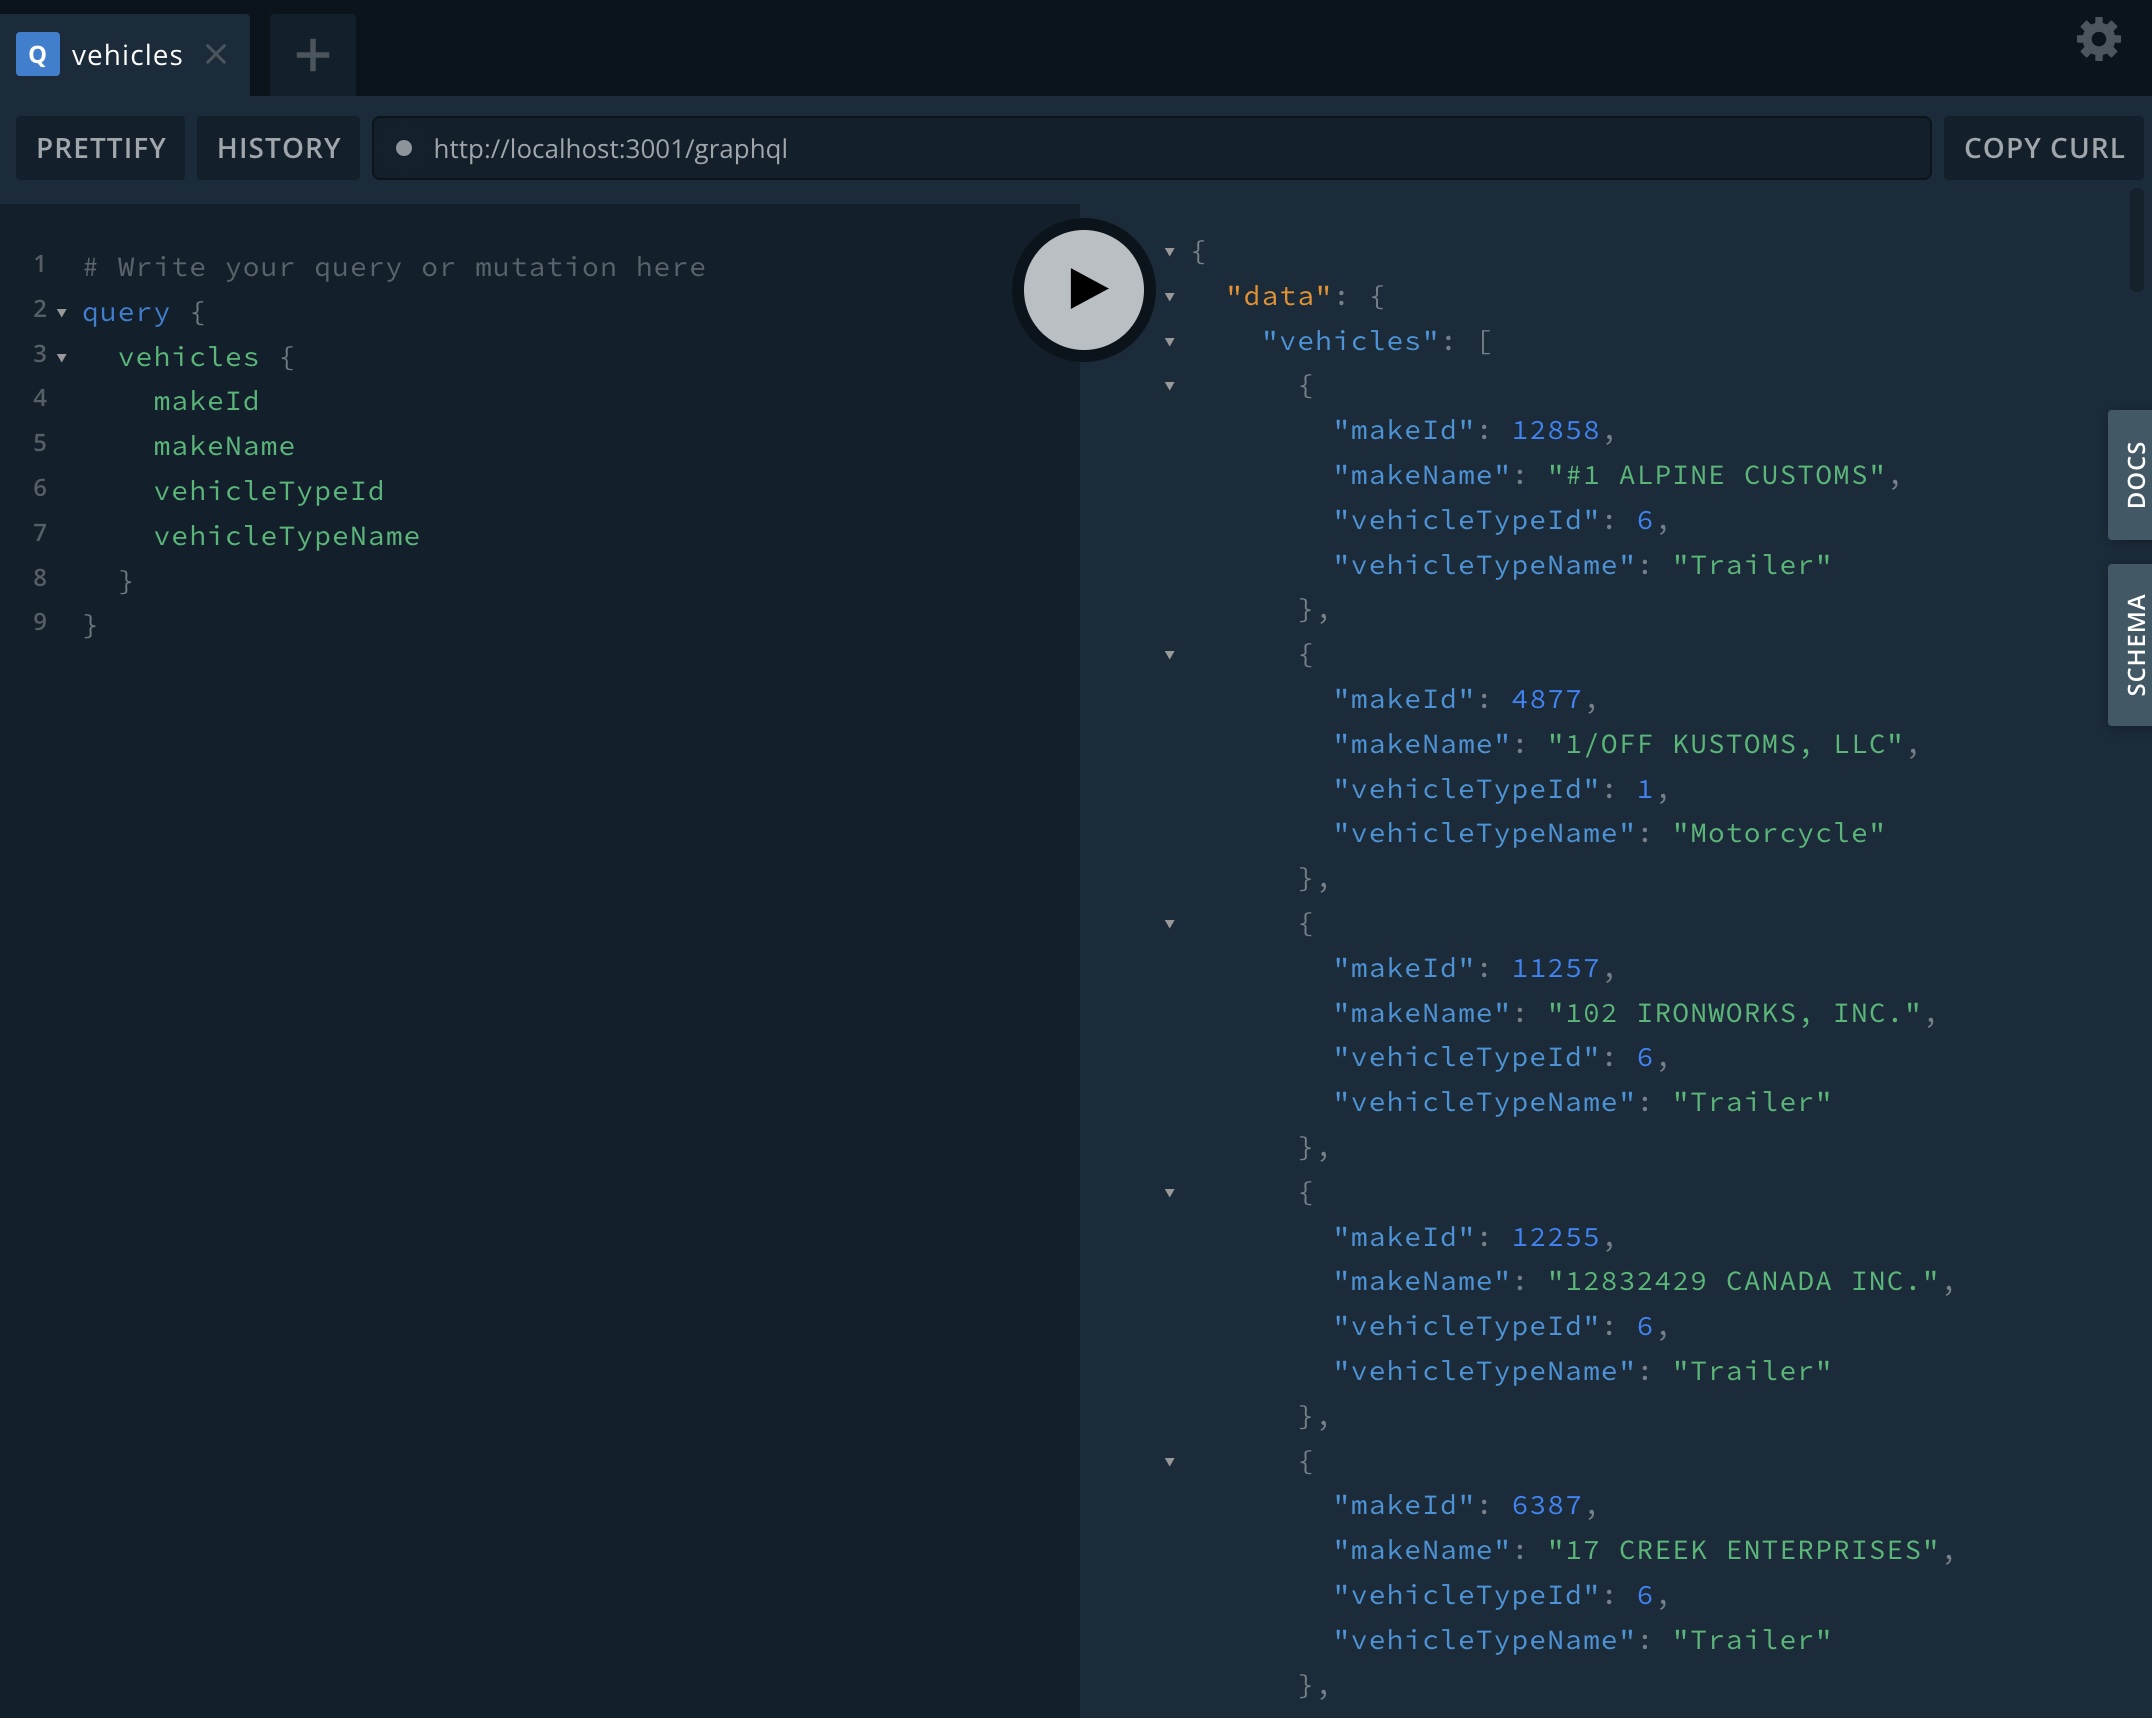 Q vehicles
PRETTIFY HISTORY http://localhost:3001/graphql COPY CURL
1 # Write your query or mutation here
2 query {
3 vehicles {
4 makeId
5 makeName
6 vehicleTypeId
7 vehicleTypeName
8 }
9 }
{
"data": {
"vehicles": [
{
"makeId": 12858,
"makeName": "#1 ALPINE CUSTOMS",
"vehicleTypeId": 6,
"vehicleTypeName": "Trailer"
},
{
"makeId": 4877,
"makeName": "1/OFF KUSTOMS, LLC",
"vehicleTypeId": 1,
"vehicleTypeName": "Motorcycle"
},
{
"makeId": 11257,
"makeName": "102 IRONWORKS, INC.",
"vehicleTypeId": 6,
"vehicleTypeName": "Trailer"
},
{
"makeId": 12255,
"makeName": "12832429 CANADA INC.",
"vehicleTypeId": 6,
"vehicleTypeName": "Trailer"
},
{
"makeId": 6387,
"makeName": "17 CREEK ENTERPRISES",
"vehicleTypeId": 6,
"vehicleTypeName": "Trailer"
},
DOCS
SCHEMA